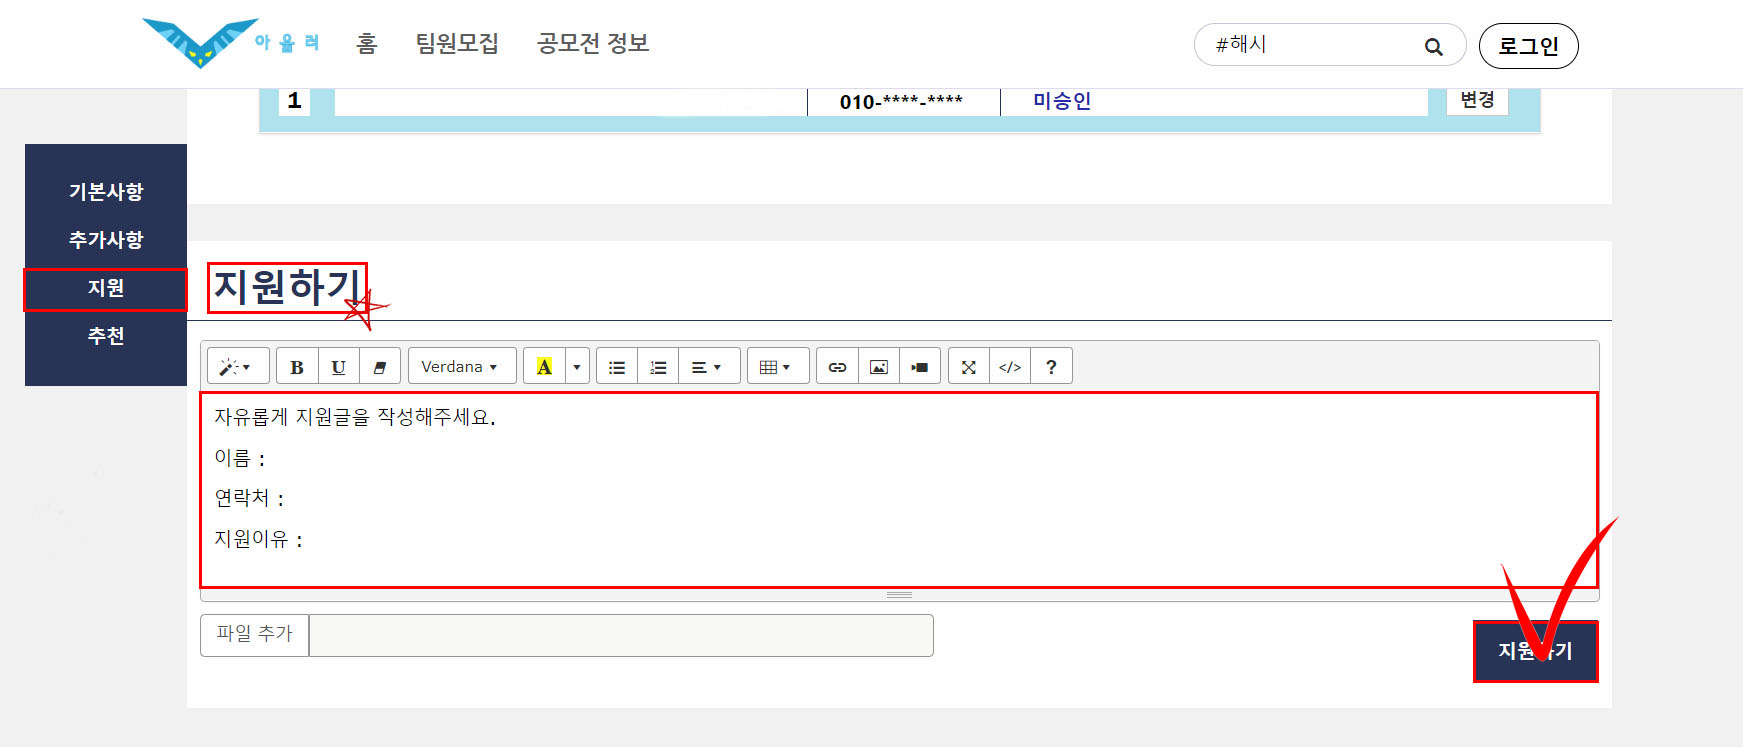 아울러 홈 팀원모집 공모전 정보 #해시 로그인
1 010-****-**** 미승인 변경
기본사항
추가사항
지원
추천
지원하기
B U Verdana A </> ?
자유롭게 지원글을 작성해주세요.
이름 :
연락처 :
지원이유 :
파일 추가
지원하기